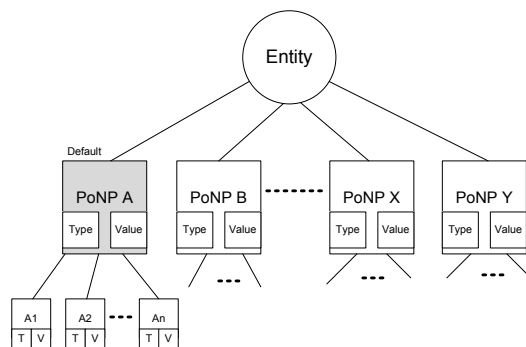 Entity
Default
PoNP A PoNP B PoNP X PoNP Y
Type Value Type Value Type Value Type Value
A1 A2 An
T V T V T V